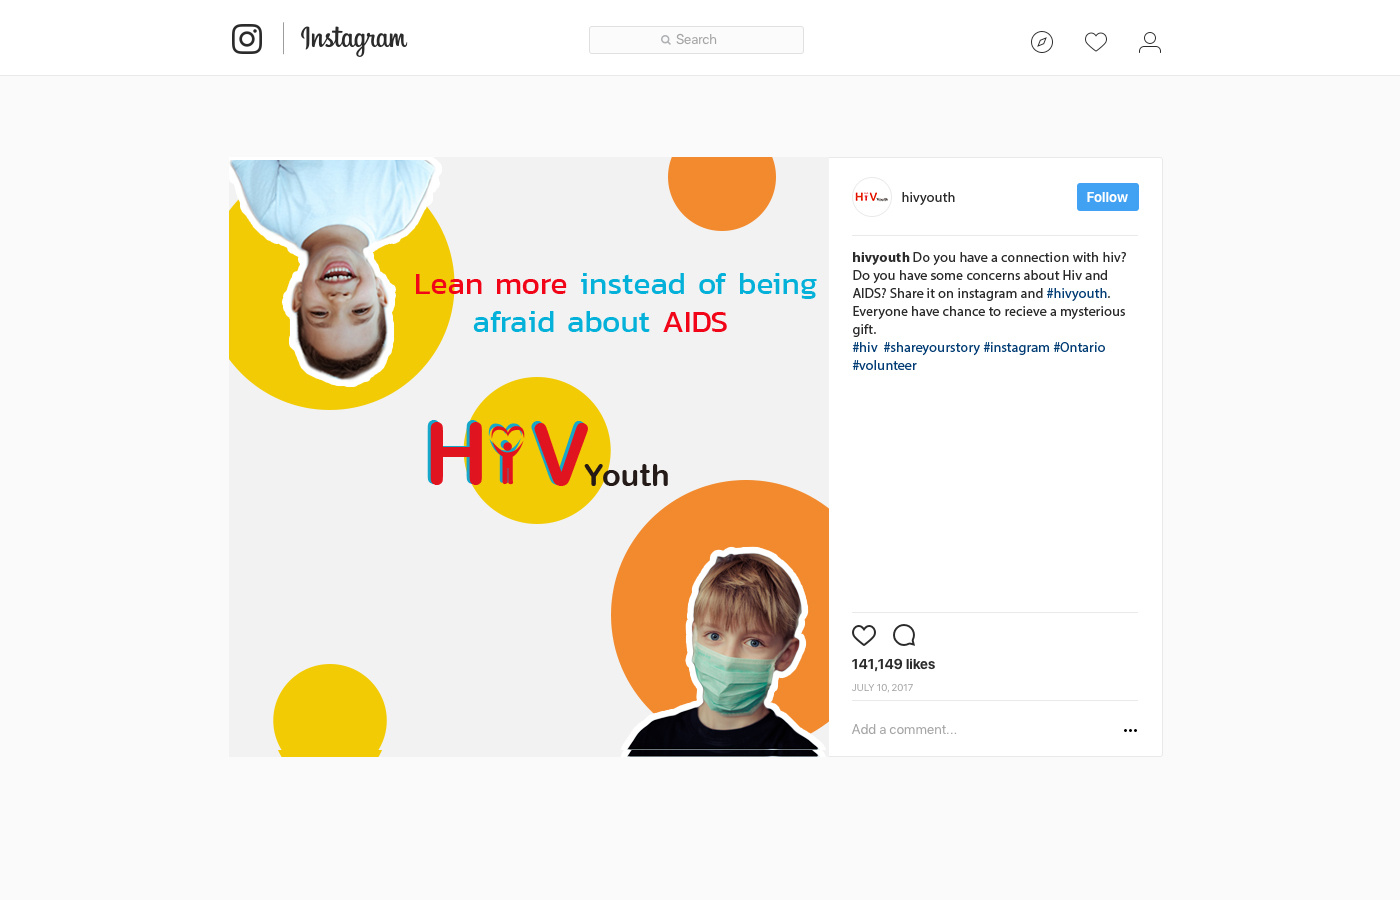 Instagram
Search
Lean more instead of being
afraid about AIDS
HiV Youth
HiV Youth
hivyouth
Follow
hivyouth Do you have a connection with hiv?
Do you have some concerns about Hiv and
AIDS? Share it on instagram and #hivyouth.
Everyone have chance to recieve a mysterious
gift.
#hiv #shareyourstory #instagram #Ontario
#volunteer
141,149 likes
JULY 10, 2017
Add a comment...